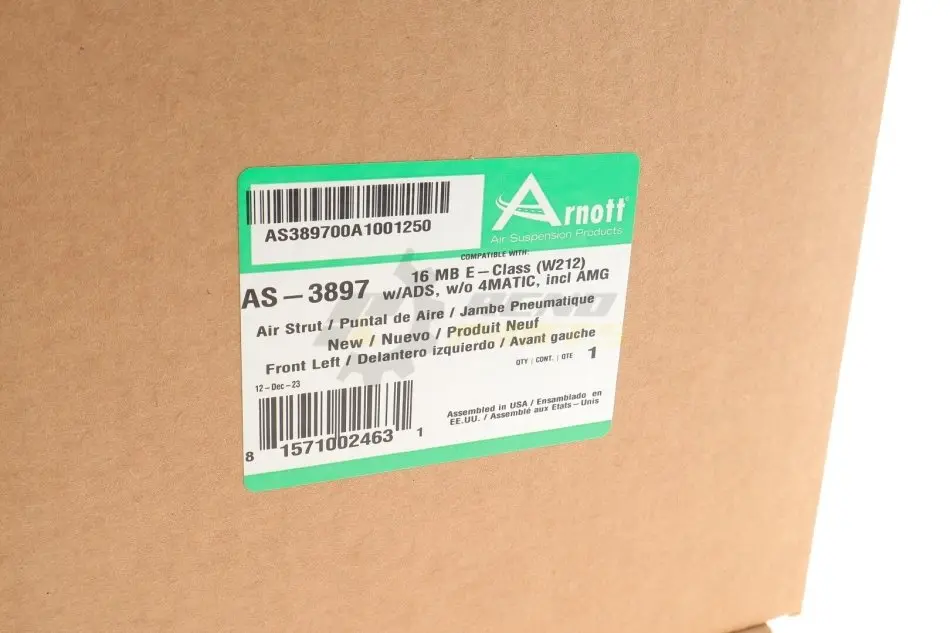 AS389700A1001250
Arnott®
Air Suspension Products
COMPATIBLE WITH:
AS-3897 16 MB E-Class (W212)
w/ADS, w/o 4MATIC, incl AMG
Air Strut / Puntal de Aire / Jambe Pneumatique
New / Nuevo / Produit Neuf
Front Left / Delantero izquierdo / Avant gauche
QTY | CONT. | QTE 1
12-Dec-23
8 1571002463 1
Assembled in USA / Ensamblado en
EE.UU. / Assemblé aux Etats-Unis